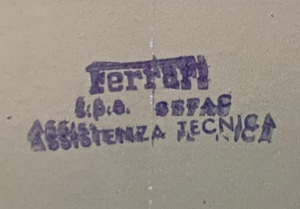 Ferrari
S.p.A. SEFAC
ASSISTENZA TECNICA